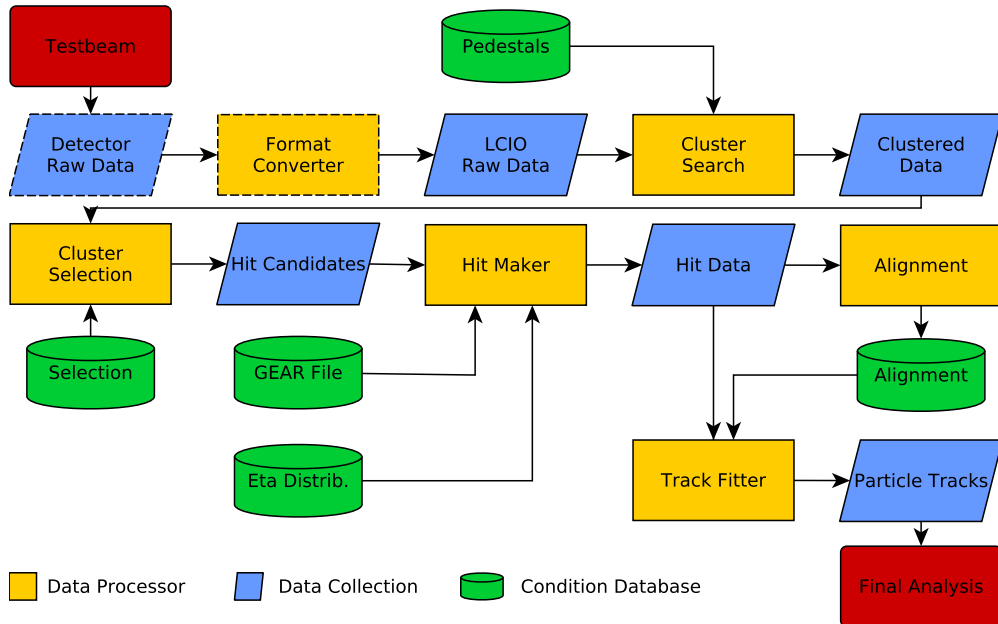 Testbeam
Pedestals
Detector
Raw Data
Format
Converter
LCIO
Raw Data
Cluster
Search
Clustered
Data
Cluster
Selection
Hit Candidates
Hit Maker
Hit Data
Alignment
Selection
GEAR File
Alignment
Eta Distrib.
Track Fitter
Particle Tracks
Data Processor
Data Collection
Condition Database
Final Analysis